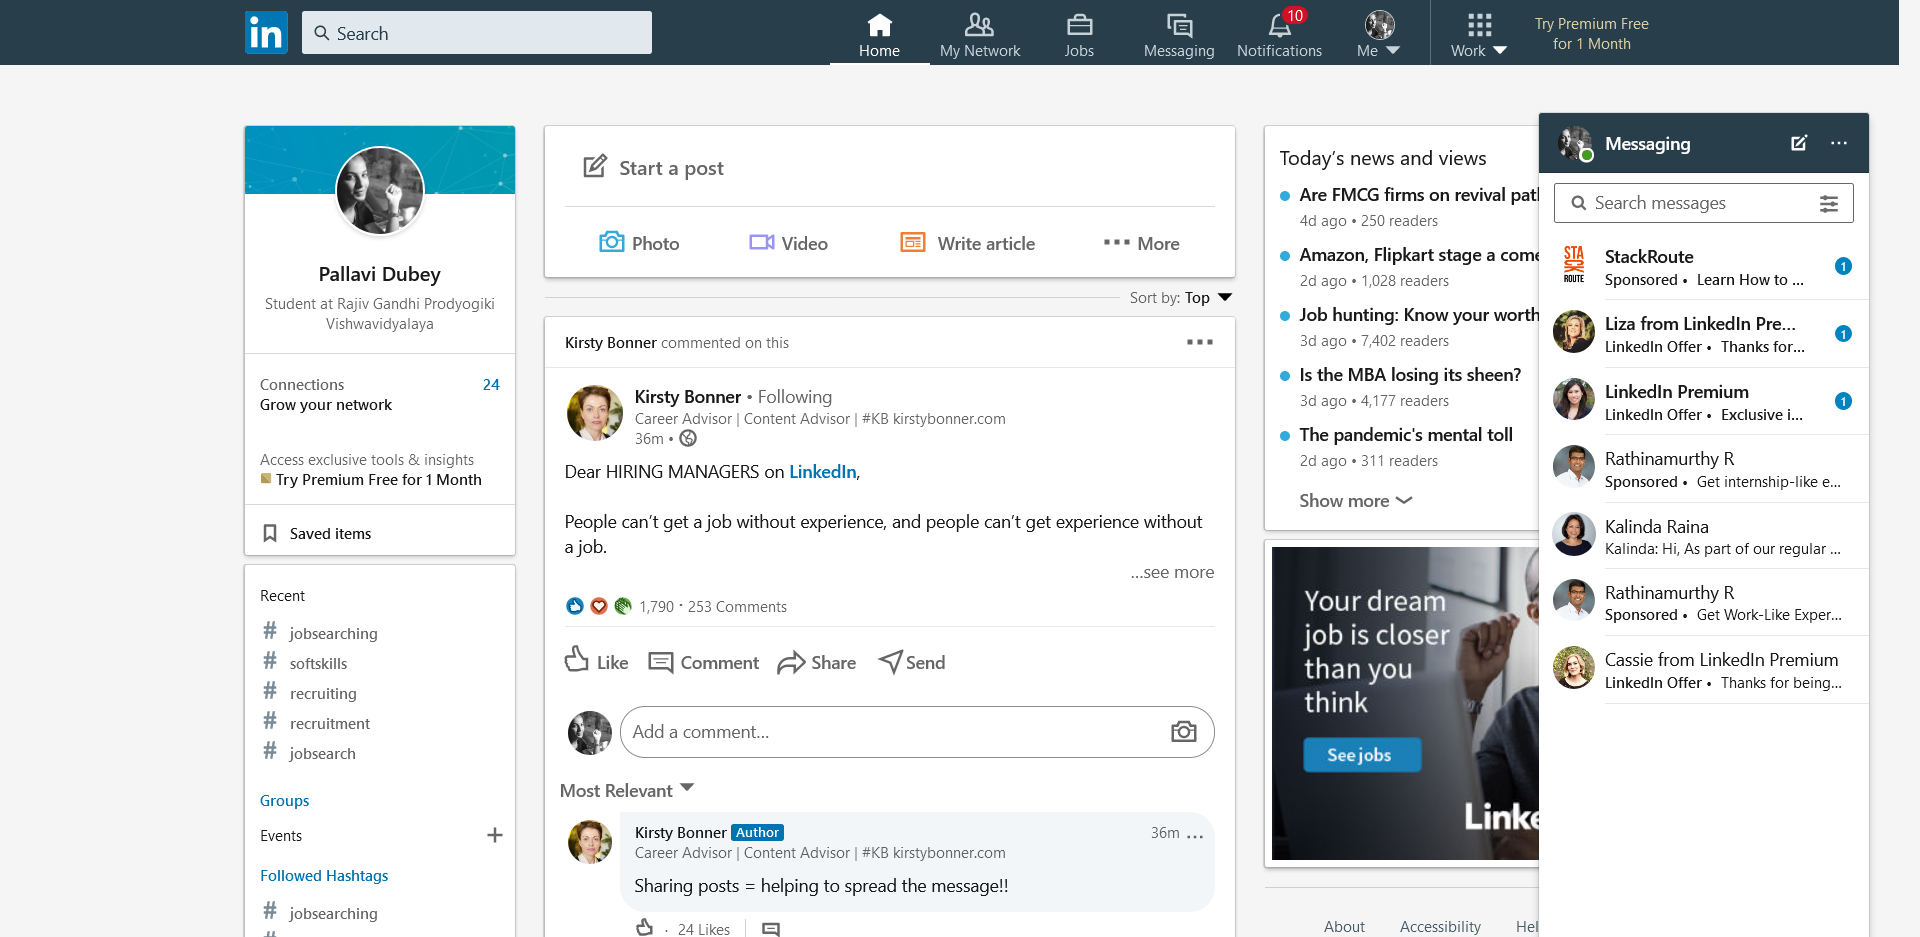 in
Search
Home
My Network
Jobs
Messaging
10
Notifications
Me
Work
Try Premium Free
for 1 Month
Pallavi Dubey
Student at Rajiv Gandhi Prodyogiki
Vishwavidyalaya
Connections 24
Grow your network
Access exclusive tools & insights
Try Premium Free for 1 Month
Saved items
Recent
# jobsearching
# softskills
# recruiting
# recruitment
# jobsearch
Groups
Events +
Followed Hashtags
# jobsearching
Start a post
Photo Video Write article ... More
Sort by: Top
Kirsty Bonner commented on this
Kirsty Bonner • Following
Career Advisor | Content Advisor | #KB kirstybonner.com
36m •
Dear HIRING MANAGERS on LinkedIn,
People can’t get a job without experience, and people can’t get experience without
a job.
...see more
1,790 · 253 Comments
Like Comment Share Send
Add a comment...
Most Relevant
Kirsty Bonner Author 36m ...
Career Advisor | Content Advisor | #KB kirstybonner.com
Sharing posts = helping to spread the message!!
· 24 Likes
Today’s news and views
Are FMCG firms on revival pat
4d ago • 250 readers
Amazon, Flipkart stage a come
2d ago • 1,028 readers
Job hunting: Know your worth
3d ago • 7,402 readers
Is the MBA losing its sheen?
3d ago • 4,177 readers
The pandemic's mental toll
2d ago • 311 readers
Show more
Your dream
job is closer
than you
think
See jobs
Linke
About Accessibility Hel
Messaging ...
Search messages
STACK
ROUTE
StackRoute
Sponsored • Learn How to ...
1
Liza from LinkedIn Pre...
LinkedIn Offer • Thanks for...
1
LinkedIn Premium
LinkedIn Offer • Exclusive i...
1
Rathinamurthy R
Sponsored • Get internship-like e...
Kalinda Raina
Kalinda: Hi, As part of our regular ...
Rathinamurthy R
Sponsored • Get Work-Like Exper...
Cassie from LinkedIn Premium
LinkedIn Offer • Thanks for being...